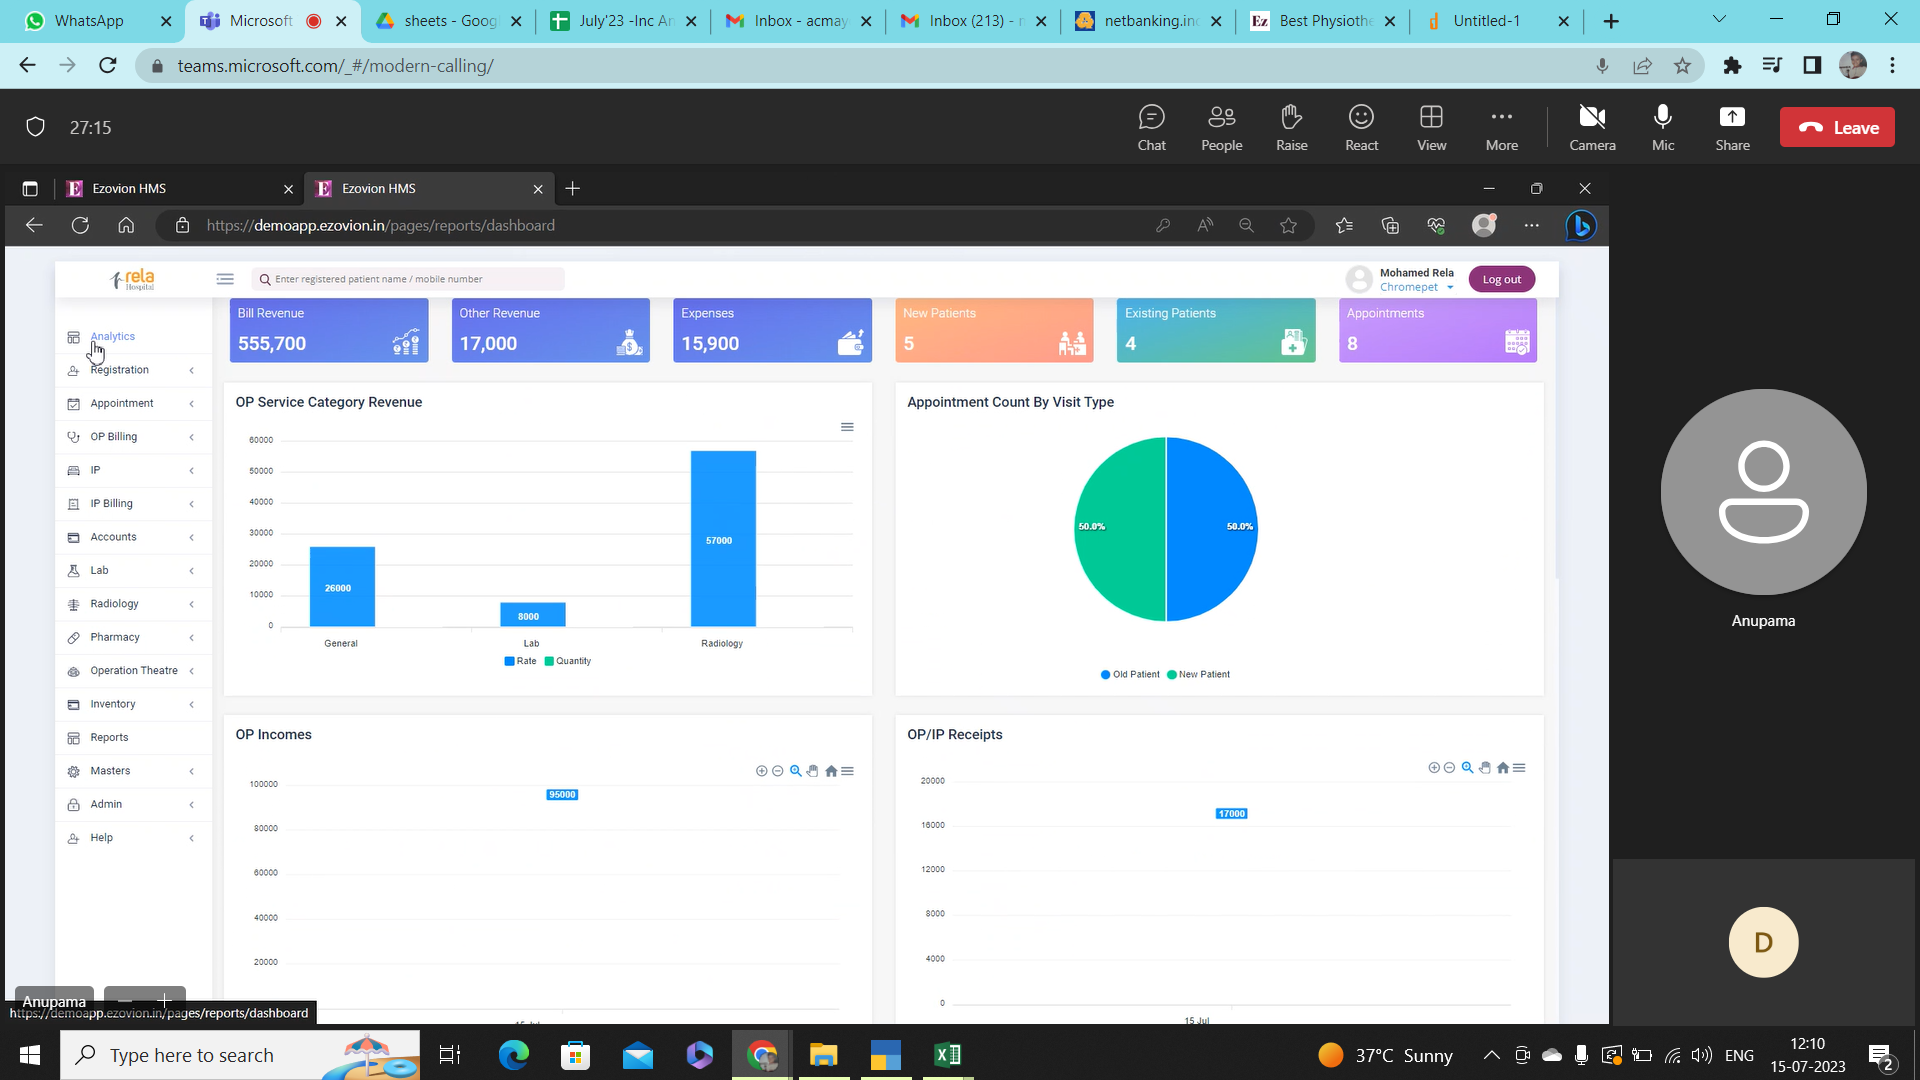 WhatsApp
Microsoft
sheets - Goog
July'23 -Inc An
Inbox - acmay
Inbox (213) -
netbanking.in
Ez Best Physiothe
Untitled-1
teams.microsoft.com/_#/modern-calling/
27:15
Chat
People
Raise
React
View
More
Camera
Mic
Share
Leave
Ezovion HMS
Ezovion HMS
https://demoapp.ezovion.in/pages/reports/dashboard
rela
Hospital
Enter registered patient name / mobile number
Mohamed Rela
Chromepet
Log out
Analytics
Registration
Appointment
OP Billing
IP
IP Billing
Accounts
Lab
Radiology
Pharmacy
Operation Theatre
Inventory
Reports
Masters
Admin
Help
Bill Revenue
555,700
Other Revenue
17,000
Expenses
15,900
New Patients
5
Existing Patients
4
Appointments
8
OP Service Category Revenue
60000
50000
40000
30000
20000
10000
0
26000
8000
57000
General
Lab
Radiology
Rate
Quantity
Appointment Count By Visit Type
50.0%
50.0%
Old Patient
New Patient
OP Incomes
100000
80000
60000
40000
20000
95000
15 Jul
OP/IP Receipts
20000
16000
12000
8000
4000
0
17000
15 Jul
Anupama
D
Anupama
https://demoapp.ezovion.in/pages/reports/dashboard
Type here to search
37°C Sunny
ENG
12:10
15-07-2023
2